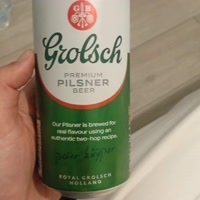 G B
Grolsch
PREMIUM
PILSNER
BEER
Our Pilsner is brewed for
real flavour using an
authentic two-hop recipe.
ROYAL GROLSCH
HOLLAND